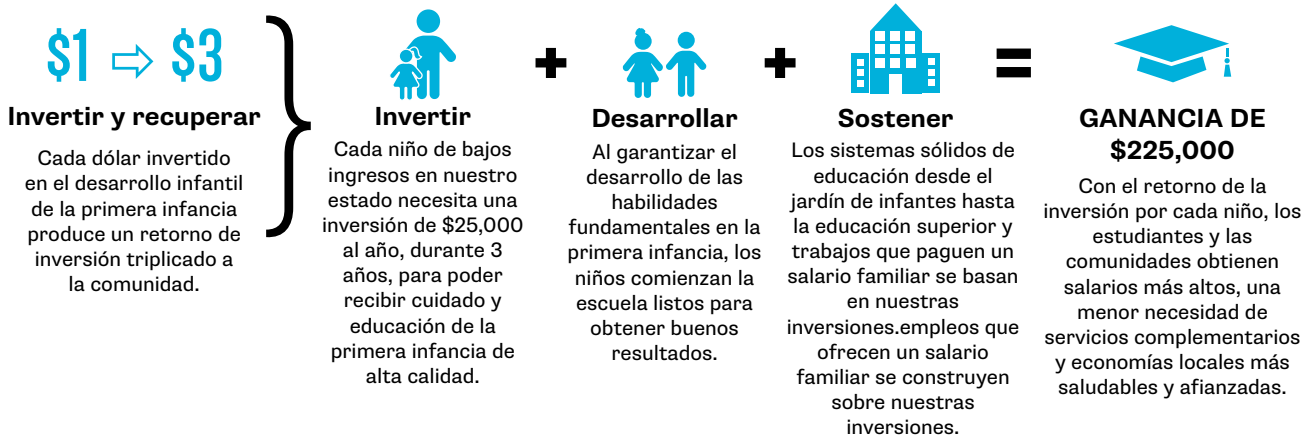 $1 ⇨ $3
Invertir y recuperar
Cada dólar invertido
en el desarrollo infantil
de la primera infancia
produce un retorno de
inversión triplicado a
la comunidad.
Invertir
Cada niño de bajos
ingresos en nuestro
estado necesita una
inversión de $25,000
al año, durante 3
años, para poder
recibir cuidado y
educación de la
primera infancia de
alta calidad.
+
Desarrollar
Al garantizar el
desarrollo de las
habilidades
fundamentales en la
primera infancia, los
niños comienzan la
escuela listos para
obtener buenos
resultados.
+
Sostener
Los sistemas sólidos de
educación desde el
jardín de infantes hasta
la educación superior y
trabajos que paguen un
salario familiar se basan
en nuestras
inversiones.empleos que
ofrecen un salario
familiar se construyen
sobre nuestras
inversiones.
=
GANANCIA DE
$225,000
Con el retorno de la
inversión por cada niño, los
estudiantes y las
comunidades obtienen
salarios más altos, una
menor necesidad de
servicios complementarios
y economías locales más
saludables y afianzadas.